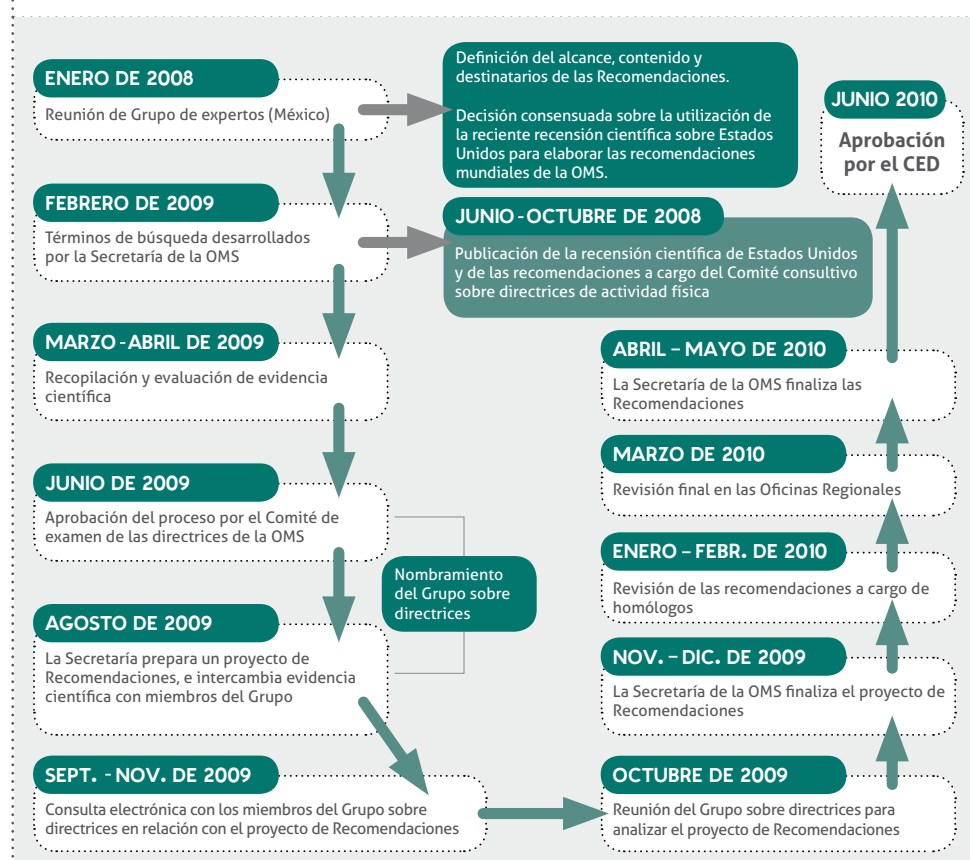 ENERO DE 2008
Reunión de Grupo de expertos (México)
Definición del alcance, contenido y
destinatarios de las Recomendaciones.
Decisión consensuada sobre la utilización de
la reciente recensión científica sobre Estados
Unidos para elaborar las recomendaciones
mundiales de la OMS.
FEBRERO DE 2009
Términos de búsqueda desarrollados
por la Secretaría de la OMS
JUNIO-OCTUBRE DE 2008
Publicación de la recensión científica de Estados Unidos
y de las recomendaciones a cargo del Comité consultivo
sobre directrices de actividad física
MARZO-ABRIL DE 2009
Recopilación y evaluación de evidencia
científica
JUNIO DE 2009
Aprobación del proceso por el Comité de
examen de las directrices de la OMS
Nombramiento
del Grupo sobre
directrices
AGOSTO DE 2009
La Secretaría prepara un proyecto de
Recomendaciones, e intercambia evidencia
científica con miembros del Grupo
SEPT. - NOV. DE 2009
Consulta electrónica con los miembros del Grupo sobre
directrices en relación con el proyecto de Recomendaciones
OCTUBRE DE 2009
Reunión del Grupo sobre directrices para
analizar el proyecto de Recomendaciones
NOV. – DIC. DE 2009
La Secretaría de la OMS finaliza el proyecto de
Recomendaciones
ENERO – FEBR. DE 2010
Revisión de las recomendaciones a cargo de
homólogos
MARZO DE 2010
Revisión final en las Oficinas Regionales
ABRIL – MAYO DE 2010
La Secretaría de la OMS finaliza las
Recomendaciones
JUNIO 2010
Aprobación
por el CED